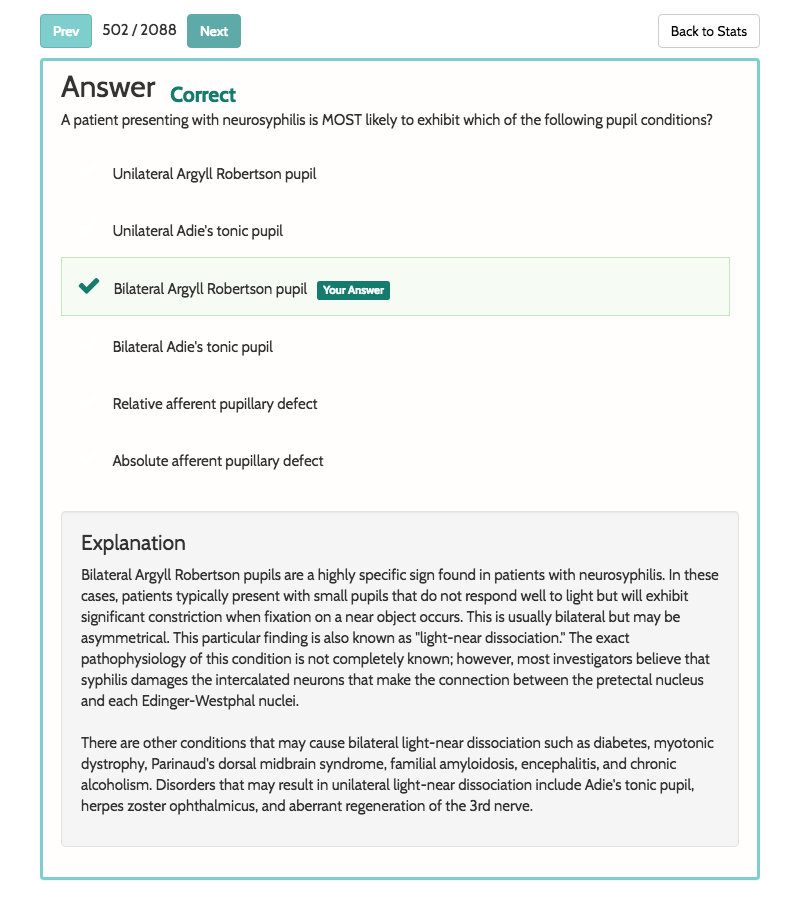 Prev 502 / 2088 Next Back to Stats
Answer Correct
A patient presenting with neurosyphilis is MOST likely to exhibit which of the following pupil conditions?
Unilateral Argyll Robertson pupil
Unilateral Adie's tonic pupil
Bilateral Argyll Robertson pupil Your Answer
Bilateral Adie's tonic pupil
Relative afferent pupillary defect
Absolute afferent pupillary defect
Explanation
Bilateral Argyll Robertson pupils are a highly specific sign found in patients with neurosyphilis. In these
cases, patients typically present with small pupils that do not respond well to light but will exhibit
significant constriction when fixation on a near object occurs. This is usually bilateral but may be
asymmetrical. This particular finding is also known as "light-near dissociation." The exact
pathophysiology of this condition is not completely known; however, most investigators believe that
syphilis damages the intercalated neurons that make the connection between the pretectal nucleus
and each Edinger-Westphal nuclei.
There are other conditions that may cause bilateral light-near dissociation such as diabetes, myotonic
dystrophy, Parinaud's dorsal midbrain syndrome, familial amyloidosis, encephalitis, and chronic
alcoholism. Disorders that may result in unilateral light-near dissociation include Adie's tonic pupil,
herpes zoster ophthalmicus, and aberrant regeneration of the 3rd nerve.